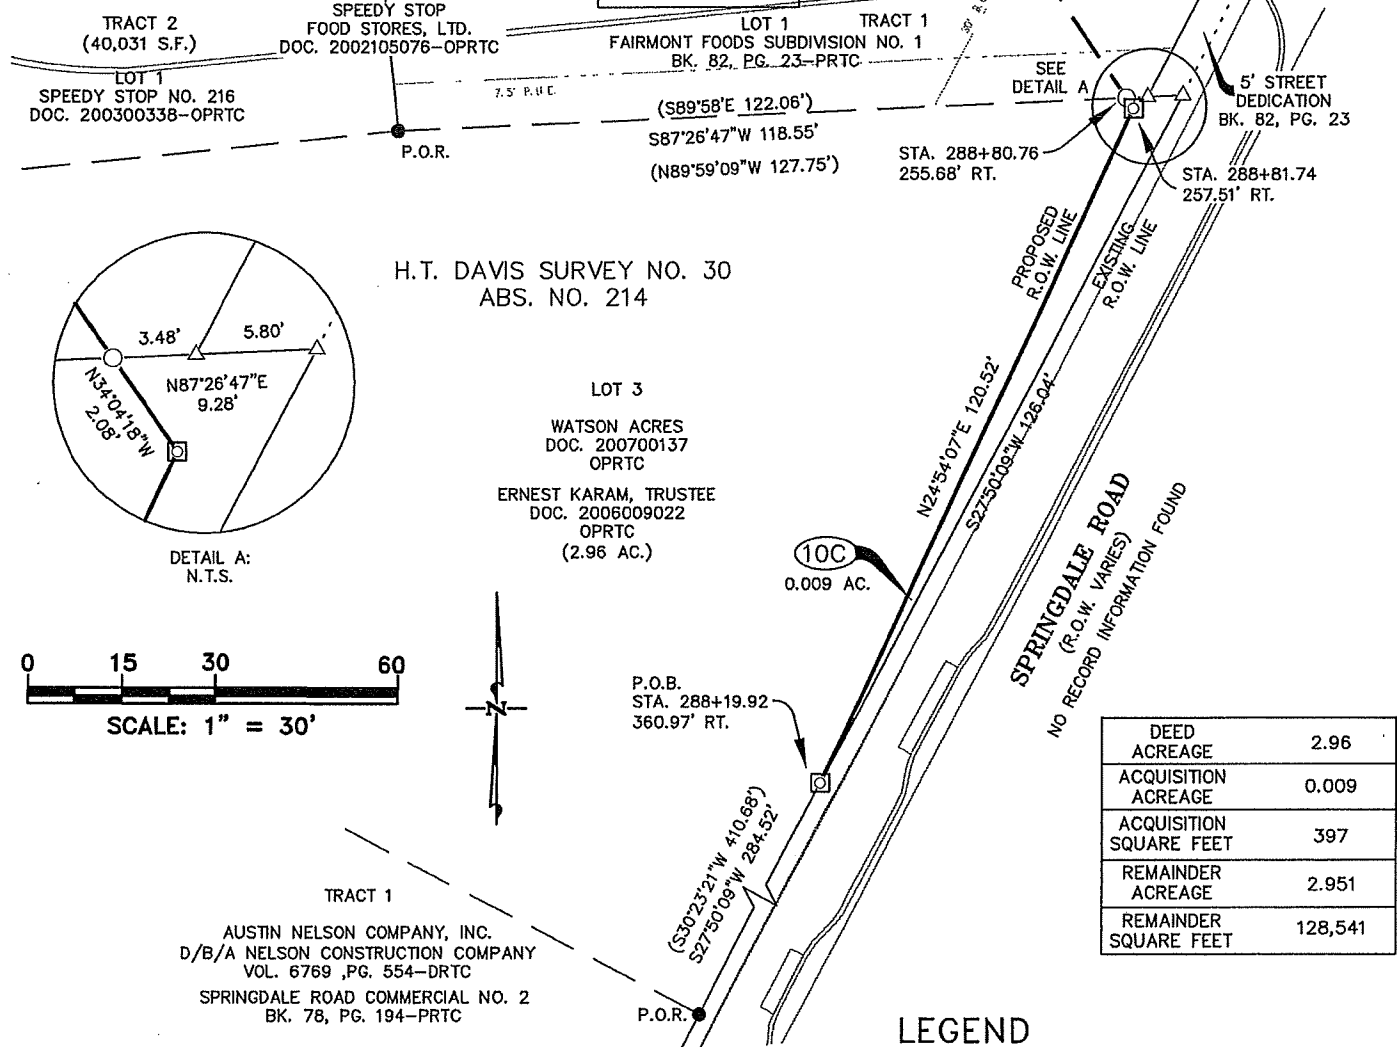 TRACT 2
(40,031 S.F.)
LOT 1
SPEEDY STOP NO. 216
DOC. 200300338-OPRTC
SPEEDY STOP
FOOD STORES, LTD.
DOC. 2002105076-OPRTC
LOT 1 TRACT 1
FAIRMONT FOODS SUBDIVISION NO. 1
BK. 82, PG. 23-PRTC
7.5' P.U.E.
P.O.R.
(S89°58'E 122.06')
S87°26'47"W 118.55'
(N89°59'09"W 127.75')
SEE
DETAIL A
5' STREET
DEDICATION
BK. 82, PG. 23
STA. 288+80.76
255.68' RT.
STA. 288+81.74
257.51' RT.
PROPOSED
R.O.W. LINE
EXISTING
R.O.W. LINE
H.T. DAVIS SURVEY NO. 30
ABS. NO. 214
3.48'
5.80'
N87°26'47"E
9.28'
N34°04'18"W
2.08'
DETAIL A:
N.T.S.
LOT 3
WATSON ACRES
DOC. 200700137
OPRTC
ERNEST KARAM, TRUSTEE
DOC. 2006009022
OPRTC
(2.96 AC.)
N24°54'07"E 120.52'
S27°50'09"W 126.04'
10C
0.009 AC.
SPRINGDALE ROAD
(R.O.W. VARIES)
NO RECORD INFORMATION FOUND
0 15 30 60
SCALE: 1" = 30'
N
P.O.B.
STA. 288+19.92
360.97' RT.
(S30°23'21"W 410.68')
S27°50'09"W 284.52'
DEED
ACREAGE
2.96
ACQUISITION
ACREAGE
0.009
ACQUISITION
SQUARE FEET
397
REMAINDER
ACREAGE
2.951
REMAINDER
SQUARE FEET
128,541
TRACT 1
AUSTIN NELSON COMPANY, INC.
D/B/A NELSON CONSTRUCTION COMPANY
VOL. 6769 ,PG. 554-DRTC
SPRINGDALE ROAD COMMERCIAL NO. 2
BK. 78, PG. 194-PRTC
P.O.R.
LEGEND